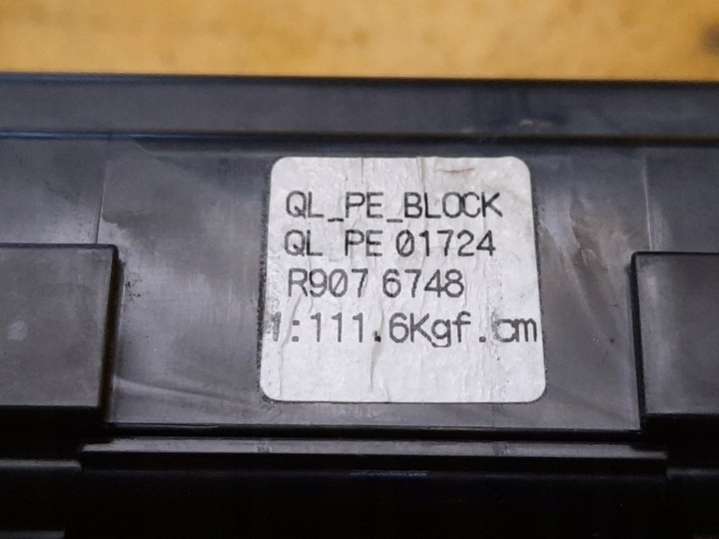 QL_PE_BLOCK
QL_PE 01724
R907 6748
1:111.6Kgf.cm